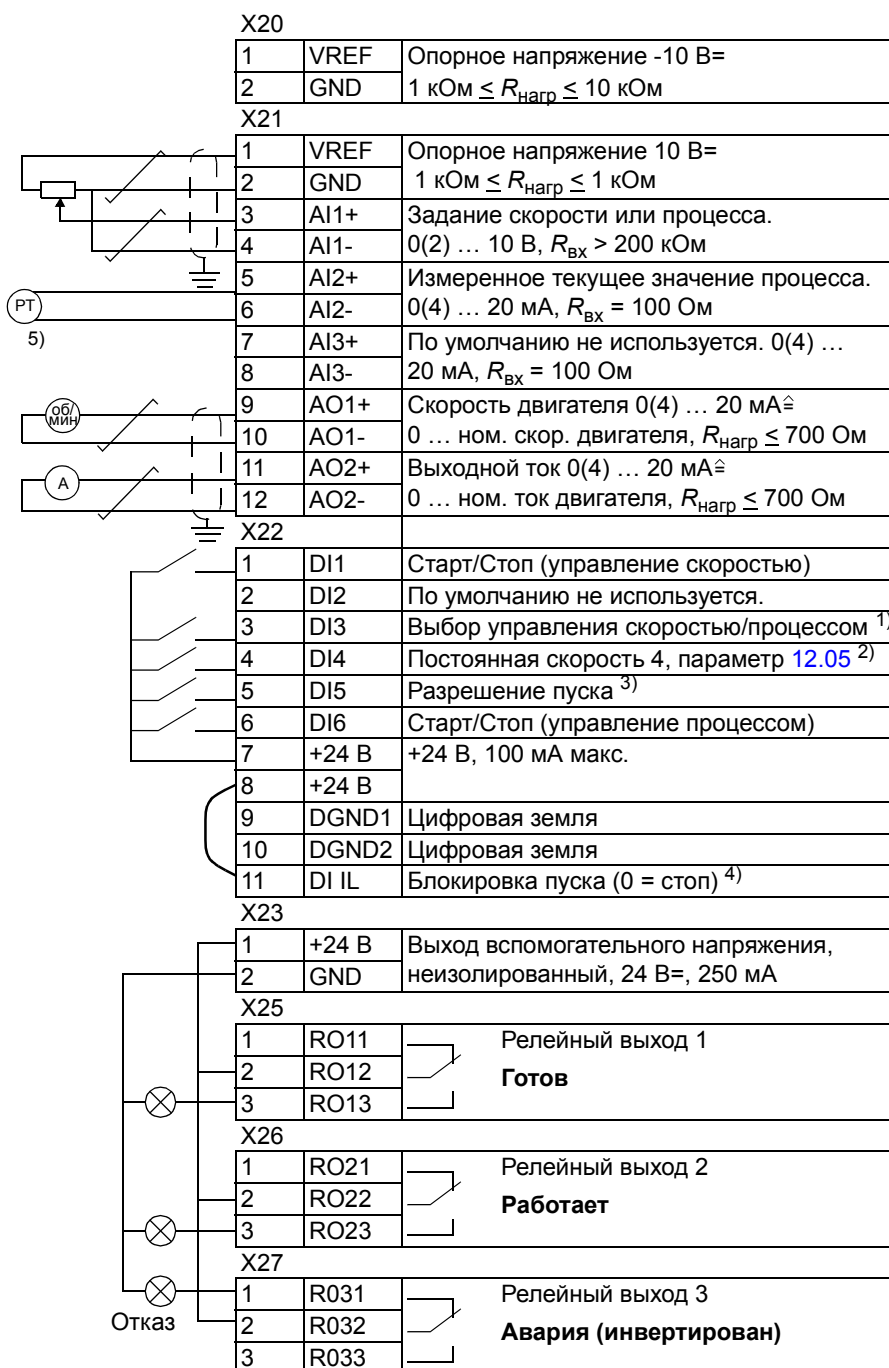 X20
1 VREF Опорное напряжение -10 В=
2 GND 1 кОм ≤ Rнагр ≤ 10 кОм
X21
1 VREF Опорное напряжение 10 В=
2 GND 1 кОм ≤ Rнагр ≤ 1 кОм
3 AI1+ Задание скорости или процесса.
4 AI1- 0(2) … 10 В, Rвх > 200 кОм
5 AI2+ Измеренное текущее значение процесса.
PT
6 AI2- 0(4) … 20 мА, Rвх = 100 Ом
5)
7 AI3+ По умолчанию не используется. 0(4) …
8 AI3- 20 мА, Rвх = 100 Ом
об/
мин
9 AO1+ Скорость двигателя 0(4) … 20 мА≙
10 AO1- 0 … ном. скор. двигателя, Rнагр ≤ 700 Ом
A
11 AO2+ Выходной ток 0(4) … 20 мА≙
12 AO2- 0 … ном. ток двигателя, Rнагр ≤ 700 Ом
X22
1 DI1 Старт/Стоп (управление скоростью)
2 DI2 По умолчанию не используется.
3 DI3 Выбор управления скоростью/процессом 1)
4 DI4 Постоянная скорость 4, параметр 12.05 2)
5 DI5 Разрешение пуска 3)
6 DI6 Старт/Стоп (управление процессом)
7 +24 В +24 В, 100 мА макс.
8 +24 В
9 DGND1 Цифровая земля
10 DGND2 Цифровая земля
11 DI IL Блокировка пуска (0 = стоп) 4)
X23
1 +24 В Выход вспомогательного напряжения,
2 GND неизолированный, 24 В=, 250 мА
X25
1 RO11 Релейный выход 1
2 RO12 Готов
3 RO13
X26
1 RO21 Релейный выход 2
2 RO22 Работает
3 RO23
X27
1 R031 Релейный выход 3
Отказ
2 R032 Авария (инвертирован)
3 R033